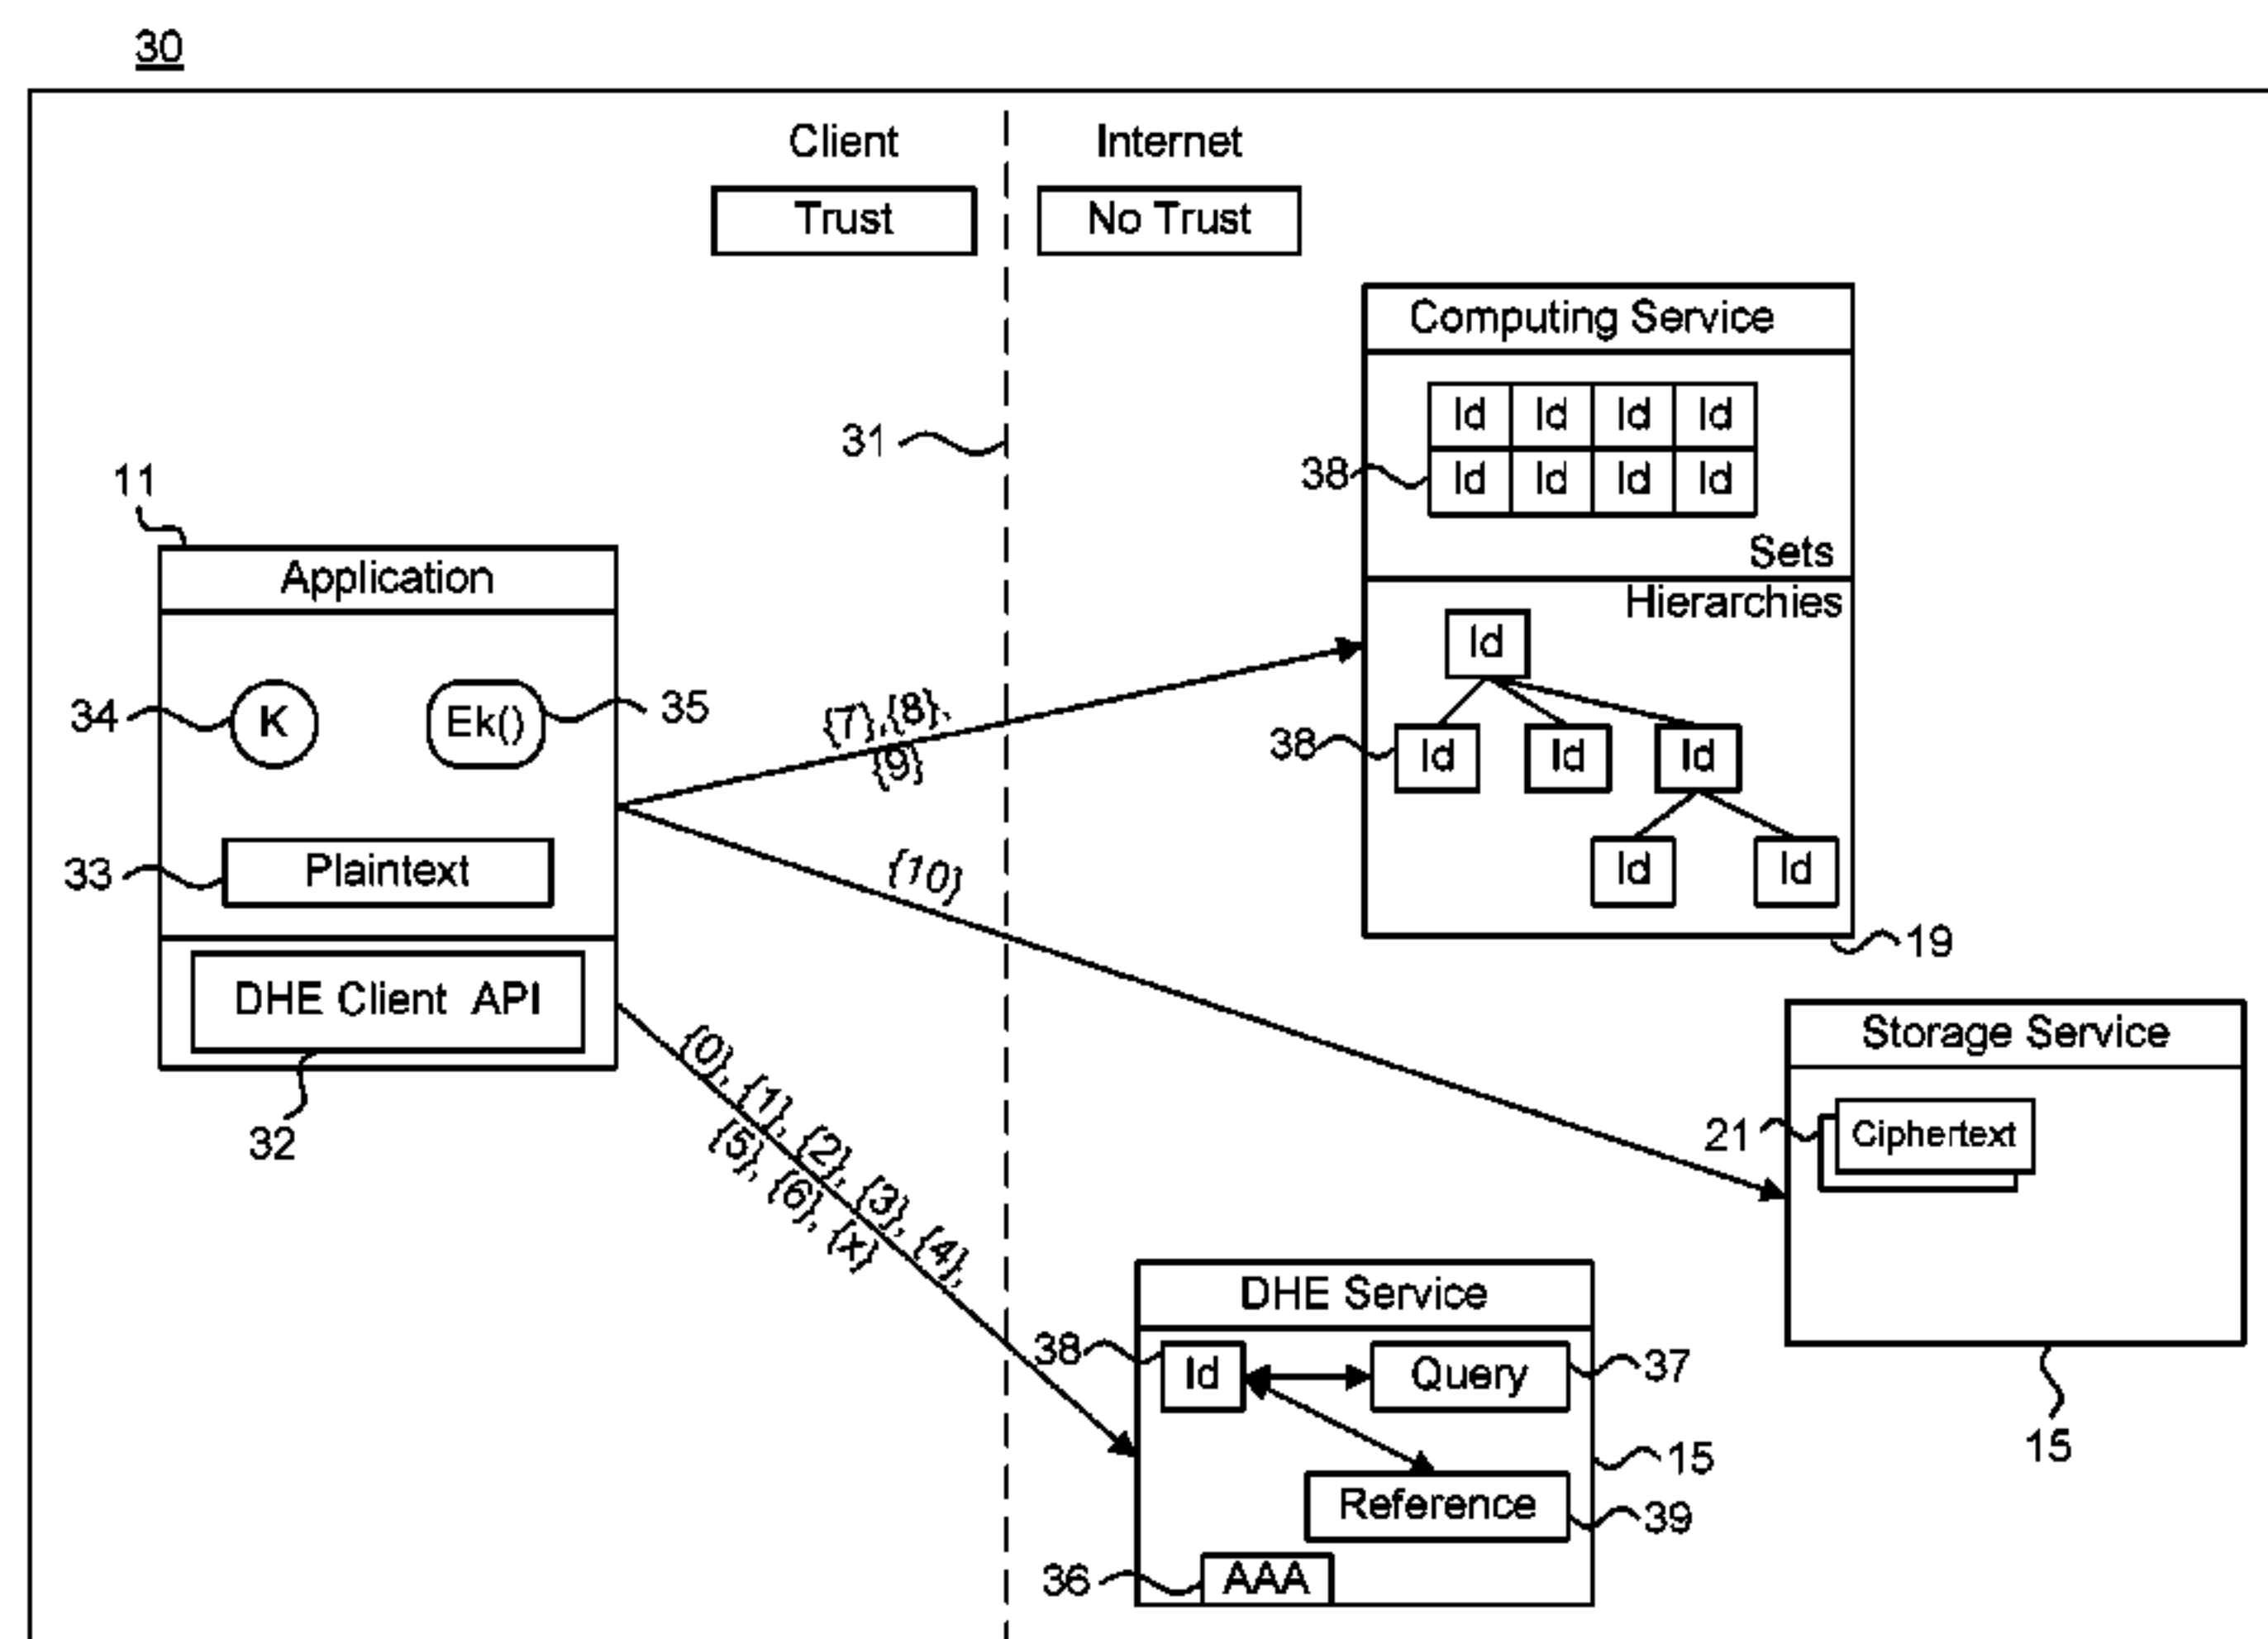 30
Client
Internet
Trust
No Trust
Computing Service
Id Id Id Id
31
38
Id Id Id Id
Sets
11
Application
Hierarchies
Id
34
K
Ek()
35
{7},{8},
{9}
38
Id Id Id
33
Plaintext
{10}
Id Id
19
DHE Client API
32
{0}, {1}, {2}, {3}, {4},
{5}, {6}, {x}
Storage Service
21
Ciphertext
15
DHE Service
38
Id
Query
37
15
Reference
39
36
AAA